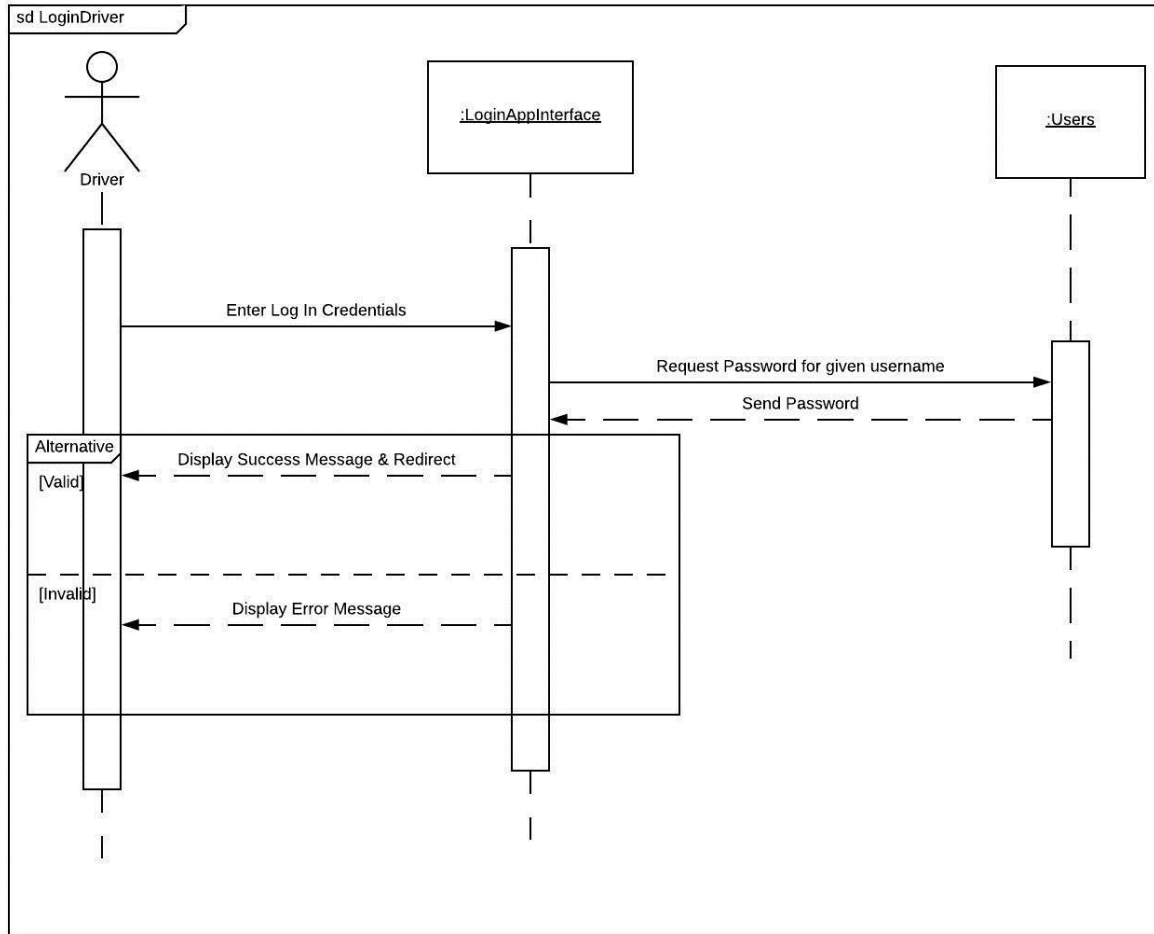 sd LoginDriver
:LoginAppInterface
:Users
Driver
Enter Log In Credentials
Request Password for given username
Send Password
Alternative
Display Success Message & Redirect
[Valid]
[Invalid]
Display Error Message